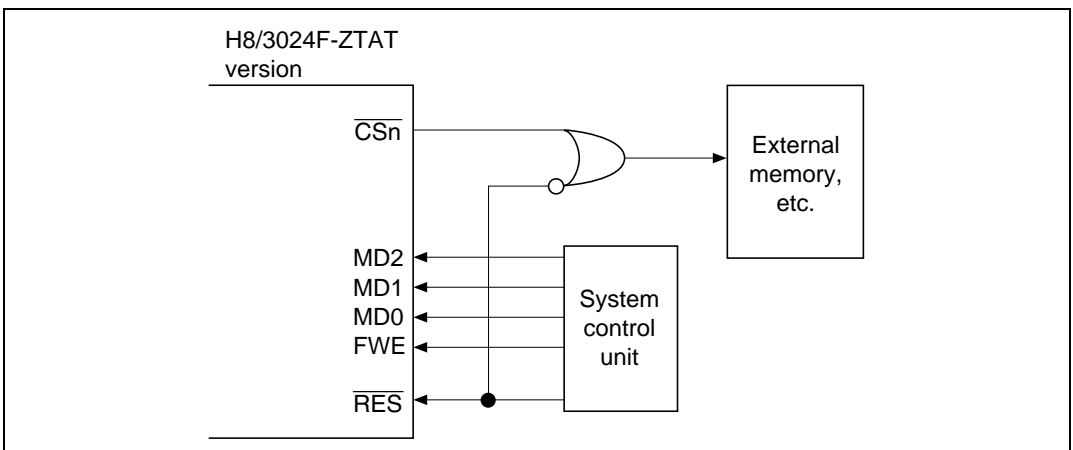 H8/3024F-ZTAT
version
CSn
External
memory,
etc.
MD2
MD1
MD0
FWE
RES
System
control
unit